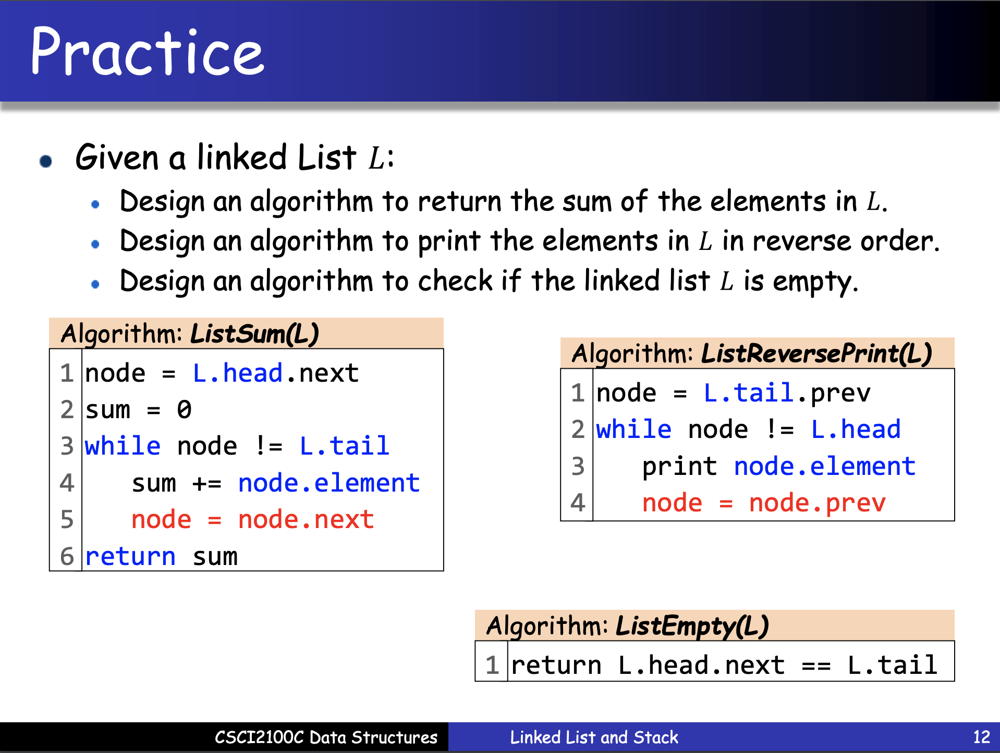 Practice
Given a linked List L:
Design an algorithm to return the sum of the elements in L.
Design an algorithm to print the elements in L in reverse order.
Design an algorithm to check if the linked list L is empty.
Algorithm: ListSum(L)
1 node = L.head.next
2 sum = 0
3 while node != L.tail
4    sum += node.element
5    node = node.next
6 return sum
Algorithm: ListReversePrint(L)
1 node = L.tail.prev
2 while node != L.head
3    print node.element
4    node = node.prev
Algorithm: ListEmpty(L)
1 return L.head.next == L.tail
CSCI2100C Data Structures
Linked List and Stack
12